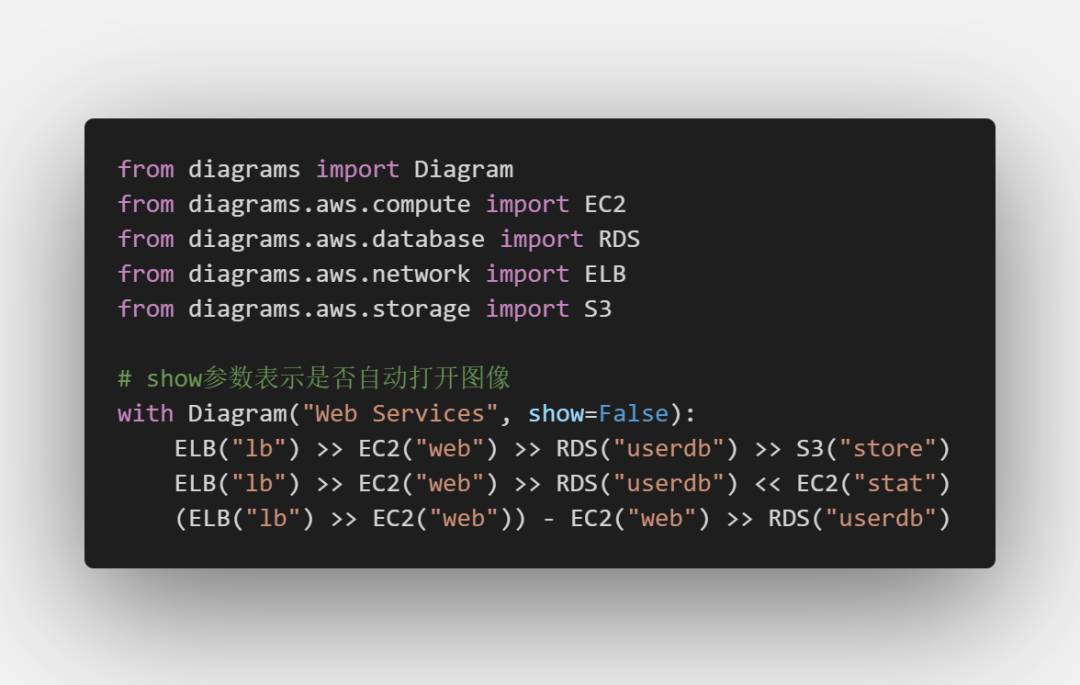 from diagrams import Diagram
from diagrams.aws.compute import EC2
from diagrams.aws.database import RDS
from diagrams.aws.network import ELB
from diagrams.aws.storage import S3

# show参数表示是否自动打开图像
with Diagram("Web Services", show=False):
    ELB("lb") >> EC2("web") >> RDS("userdb") >> S3("store")
    ELB("lb") >> EC2("web") >> RDS("userdb") << EC2("stat")
    (ELB("lb") >> EC2("web")) - EC2("web") >> RDS("userdb")